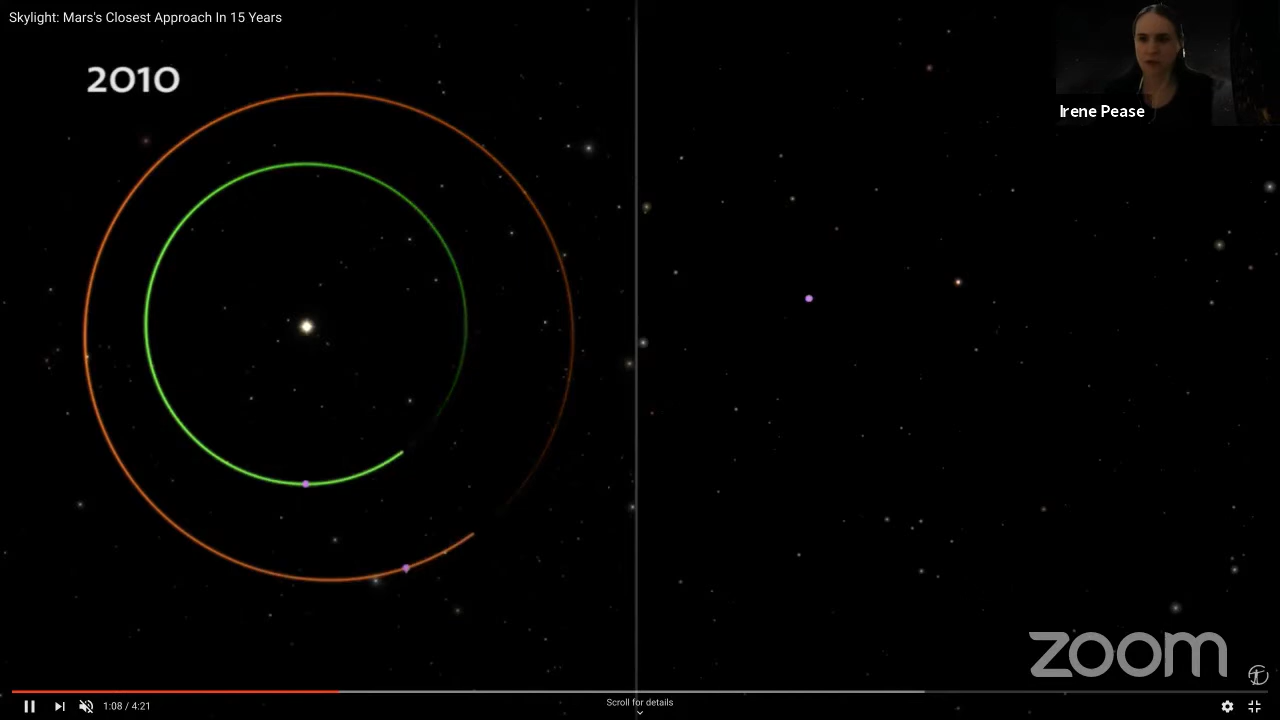 Skylight: Mars's Closest Approach In 15 Years
2010
Irene Pease
zoom
1:08 / 4:21
Scroll for details